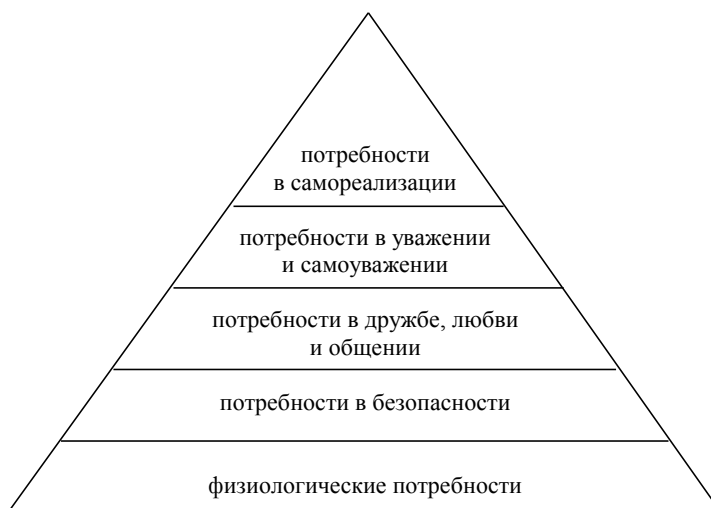 потребности
в самореализации
потребности в уважении
и самоуважении
потребности в дружбе, любви
и общении
потребности в безопасности
физиологические потребности